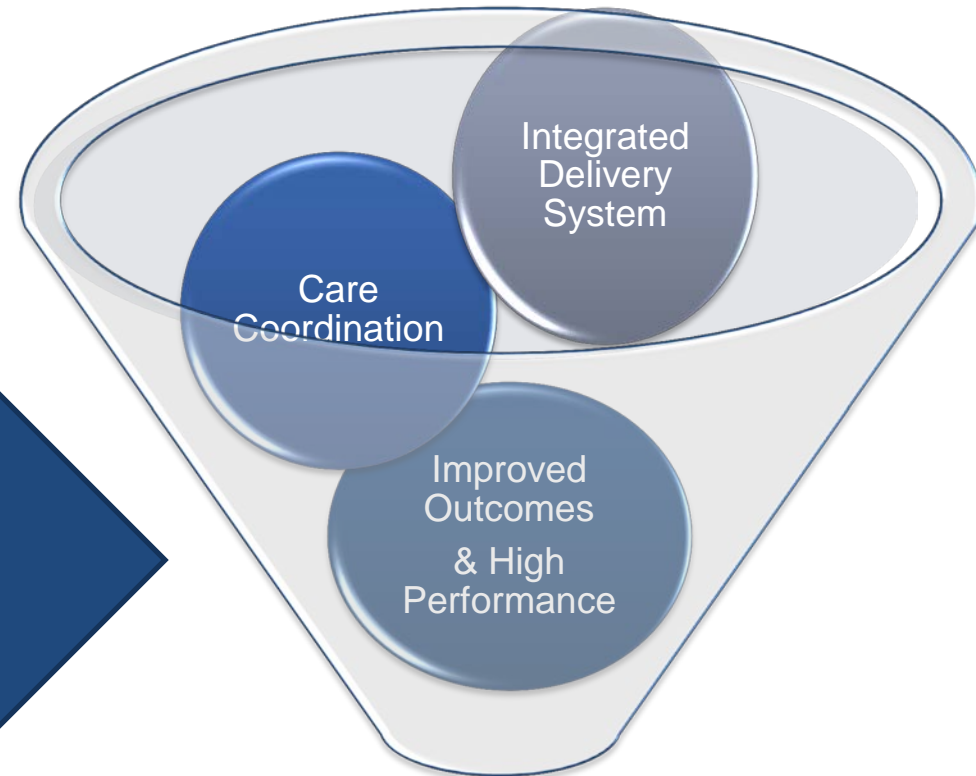 Integrated
Delivery
System
Care
Coordination
Improved
Outcomes
& High
Performance